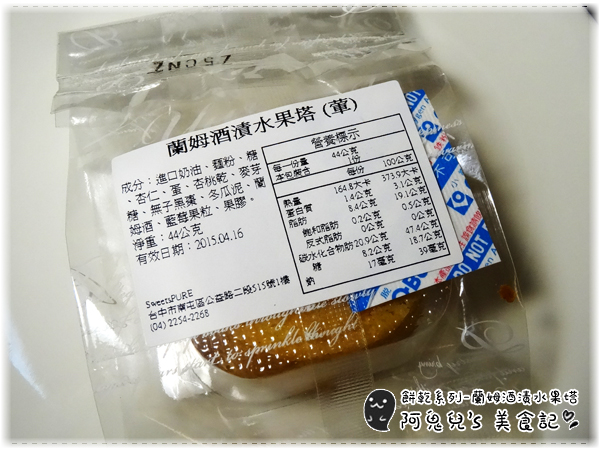 蘭姆酒漬水果塔 (葷)
成分：進口奶油、麵粉、糖
、杏仁、蛋、杏桃乾、麥芽
糖、無子黑棗、冬瓜泥、蘭
姆酒、藍莓果粒、果膠。
淨重：44公克
有效日期：2015.04.16
SweetsPURE
台中市南屯區公益路二段515號1樓
(04) 2254-2268
營養標示
每一份量 44公克
本包裝含 1份
100公克
熱量 164.8大卡 373.9大卡
蛋白質 1.4公克 3.1公克
脂肪 8.4公克 19.1公克
飽和脂肪 0.2公克 0.5公克
反式脂肪 0公克 0公克
碳水化合物 20.9公克 47.4公克
糖 8.2公克 18.7公克
鈉 17毫克 39毫克
DO NOT
餅乾系列-蘭姆酒漬水果塔
阿兔兒's 美食記